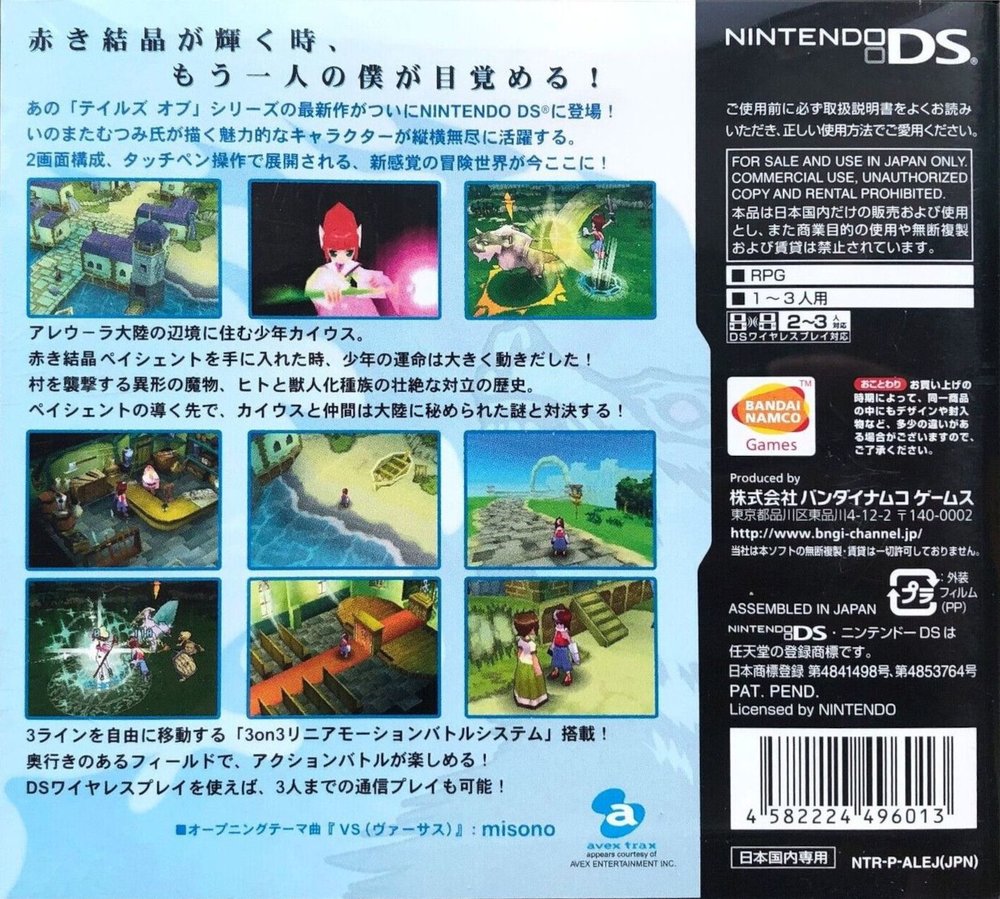 赤き結晶が輝く時、
もう一人の僕が目覚める！
あの「テイルズ オブ」シリーズの最新作がついにNINTENDO DS®に登場！
いのまたむつみ氏が描く魅力的なキャラクターが縦横無尽に活躍する。
2画面構成、タッチペン操作で展開される、新感覚の冒険世界が今ここに！
アレウーラ大陸の辺境に住む少年カイウス。
赤き結晶ペイシェントを手に入れた時、少年の運命は大きく動きだした！
村を襲撃する異形の魔物、ヒトと獣人化種族の壮絶な対立の歴史。
ペイシェントの導く先で、カイウスと仲間は大陸に秘められた謎と対決する！
3ラインを自由に移動する「3on3リニアモーションバトルシステム」搭載！
奥行きのあるフィールドで、アクションバトルが楽しめる！
DSワイヤレスプレイを使えば、3人までの通信プレイも可能！
■オープニングテーマ曲『VS（ヴァーサス）』：misono
a
avex trax
appears courtesy of
AVEX ENTERTAINMENT INC.
NINTENDO DS®
ご使用前に必ず取扱説明書をよくお読み
いただき、正しい使用方法でご愛用ください。
FOR SALE AND USE IN JAPAN ONLY.
COMMERCIAL USE, UNAUTHORIZED
COPY AND RENTAL PROHIBITED.
本品は日本国内だけの販売および使用
とし、また商業目的の使用や無断複製
および賃貸は禁止されています。
■ RPG
■ 1～3人用
2～3人対応
DSワイヤレスプレイ対応
BANDAI
NAMCO
Games
TM
おことわり お買い上げの
時期によって、同一商品
の中にもデザインや封入
物など、多少の違いがあ
る場合がございますので、
ご了承ください。
Produced by
株式会社 バンダイナムコ ゲームス
東京都品川区東品川4-12-2 〒140-0002
http://www.bngi-channel.jp/
当社は本ソフトの無断複製・賃貸は一切許可しておりません。
プラ
：外装
フィルム
(PP)
ASSEMBLED IN JAPAN
NINTENDO DS・ニンテンドーDSは
任天堂の登録商標です。
日本商標登録 第4841498号、第4853764号
PAT. PEND.
Licensed by NINTENDO
4 582224 496013
日本国内専用
NTR-P-ALEJ(JPN)